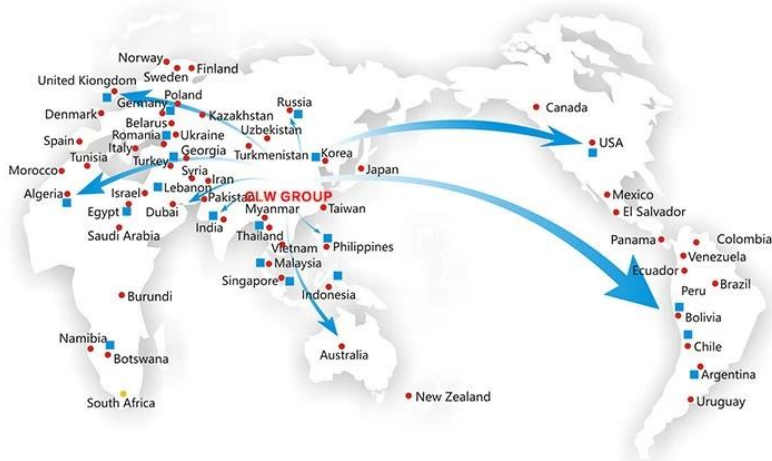 Norway
Sweden
Finland
United Kiongdom
Germany
Poland
Denmark
Belarus
Kazakhstan
Russia
Canada
Romania
Ukraine
Uzbekistan
Spain
Italy
Georgia
Turkmenistan
Korea
USA
Tunisia
Turkey
Syria
Japan
Morocco
Iran
Algeria
Israel
Lebanon
Pakistan
GLW GROUP
Mexico
Egypt
Dubai
Myanmar
Taiwan
El Salvador
Saudi Arabia
India
Thailand
Vietnam
Philippines
Panama
Colombia
Venezuela
Malaysia
Ecuador
Singapore
Indonesia
Peru
Brazil
Burundi
Bolivia
Namibia
Botswana
Australia
Chile
Argentina
South Africa
New Zealand
Uruguay